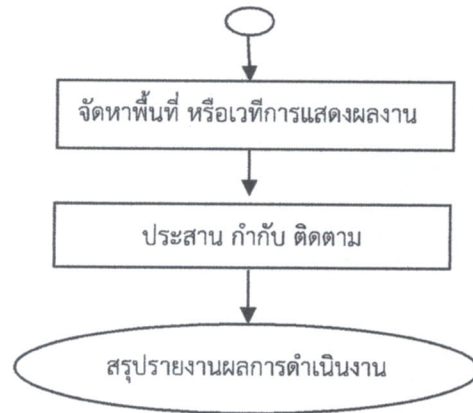 จัดหาพื้นที่ หรือเวทีการแสดงผลงาน
ประสาน กำกับ ติดตาม
สรุปรายงานผลการดำเนินงาน